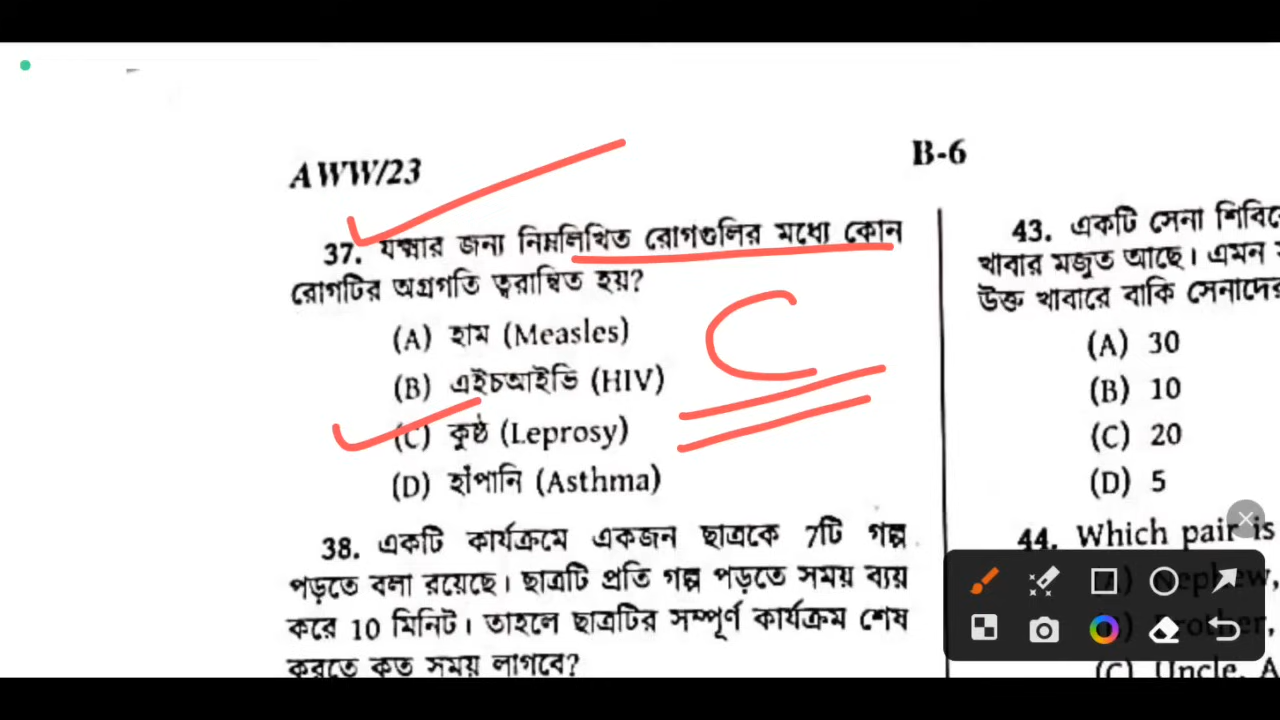 AWW/23
B-6
37. যক্ষ্মার জন্য নিম্নলিখিত রোগগুলির মধ্যে কোন
রোগটির অগ্রগতি ত্বরান্বিত হয়?
(A) হাম (Measles)
(B) এইচআইভি (HIV)
(C) কুষ্ঠ (Leprosy)
(D) হাঁপানি (Asthma)
C
38. একটি কার্যক্রমে একজন ছাত্রকে 7টি গল্প
পড়তে বলা রয়েছে। ছাত্রটি প্রতি গল্প পড়তে সময় ব্যয়
করে 10 মিনিট। তাহলে ছাত্রটির সম্পূর্ণ কার্যক্রম শেষ
করতে কত সময় লাগবে?
43. একটি সেনা
খাবার মজুত আছে। এমন
উক্ত খাবারে বাকি সেনাদের
(A) 30
(B) 10
(C) 20
(D) 5
44. Which pair is
(A) Nephew,
(B) Brother,
(C) Uncle, A